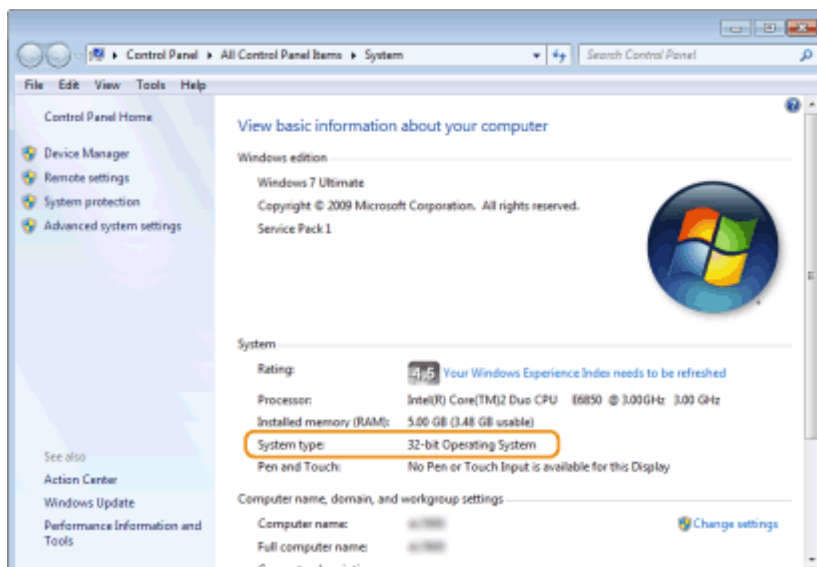 Control Panel ▸ All Control Panel Items ▸ System
Search Control Panel
File Edit View Tools Help
Control Panel Home
Device Manager
Remote settings
System protection
Advanced system settings
See also
Action Center
Windows Update
Performance Information and
Tools
View basic information about your computer
Windows edition
Windows 7 Ultimate
Copyright © 2009 Microsoft Corporation. All rights reserved.
Service Pack 1
System
Rating: 4,5 Your Windows Experience Index needs to be refreshed
Processor: Intel(R) Core(TM)2 Duo CPU E6850 @ 3.00GHz 3.00 GHz
Installed memory (RAM): 5.00 GB (3.48 GB usable)
System type: 32-bit Operating System
Pen and Touch: No Pen or Touch Input is available for this Display
Computer name, domain, and workgroup settings
Computer name:
Change settings
Full computer name: